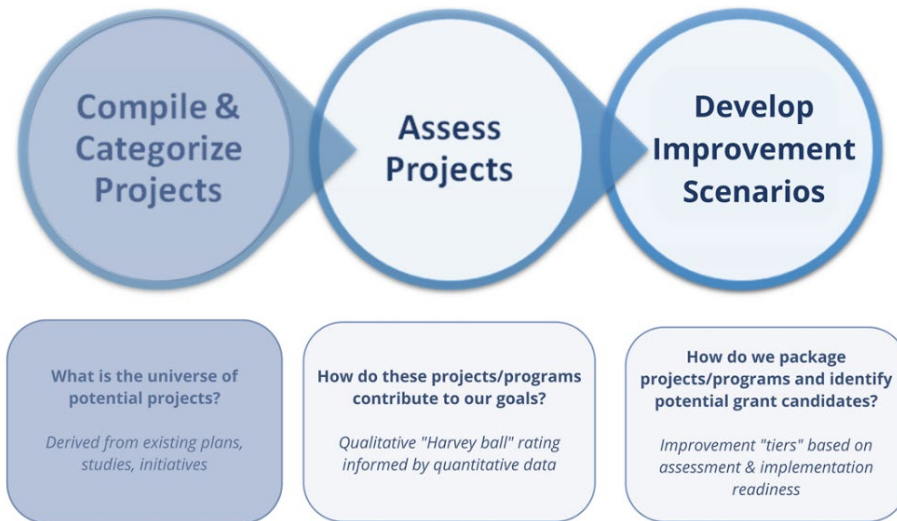 Compile &
Categorize
Projects
Assess
Projects
Develop
Improvement
Scenarios
What is the universe of
potential projects?
Derived from existing plans,
studies, initiatives
How do these projects/programs
contribute to our goals?
Qualitative "Harvey ball" rating
informed by quantitative data
How do we package
projects/programs and identify
potential grant candidates?
Improvement "tiers" based on
assessment & implementation
readiness